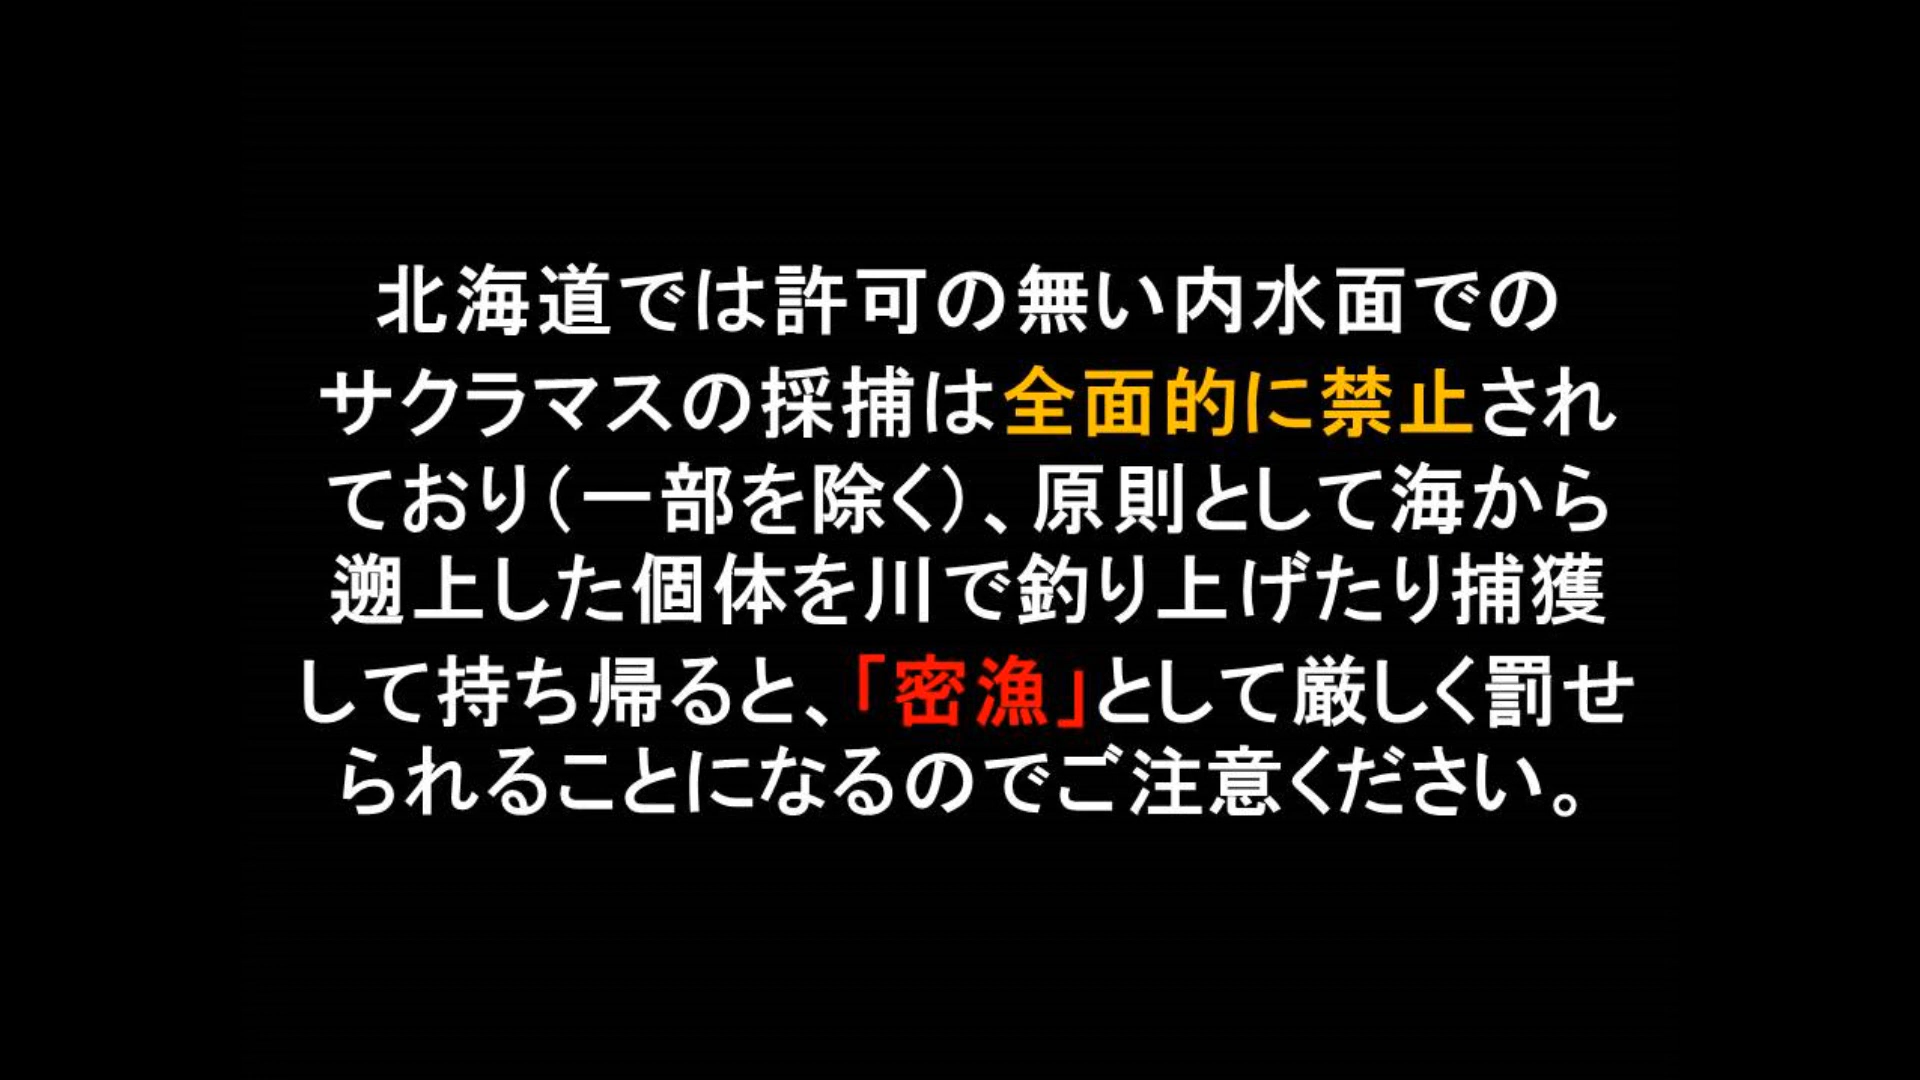 北海道では許可の無い内水面での
サクラマスの採捕は全面的に禁止され
ており（一部を除く）、原則として海から
遡上した個体を川で釣り上げたり捕獲
して持ち帰ると、「密漁」として厳しく罰せ
られることになるのでご注意ください。